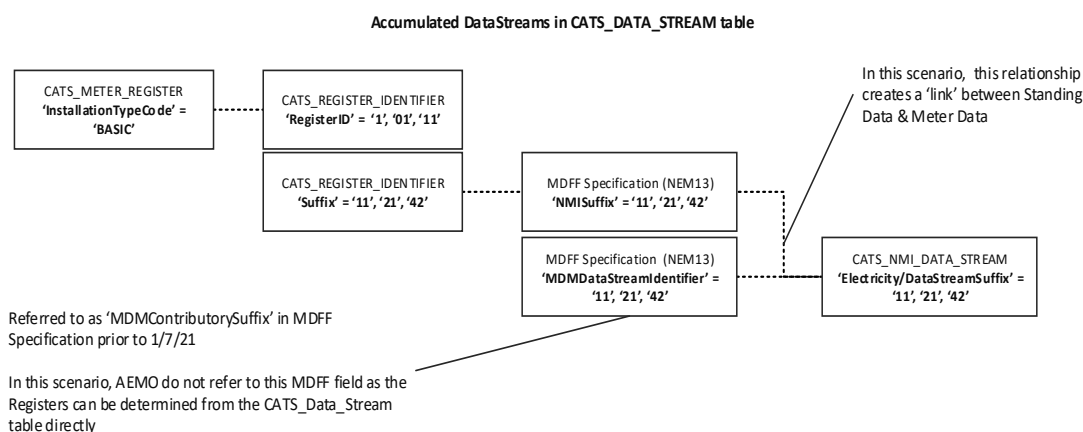 Accumulated DataStreams in CATS_DATA_STREAM table
CATS_METER_REGISTER
‘InstallationTypeCode’ =
‘BASIC’
CATS_REGISTER_IDENTIFIER
‘RegisterID’ = ‘1’, ‘01’, ‘11’
In this scenario, this relationship
creates a ‘link’ between Standing
Data & Meter Data
CATS_REGISTER_IDENTIFIER
‘Suffix’ = ‘11’, ‘21’, ‘42’
MDFF Specification (NEM13)
‘NMISuffix’ = ‘11’, ‘21’, ‘42’
MDFF Specification (NEM13)
‘MDMDataStreamIdentifier’ =
‘11’, ‘21’, ‘42’
CATS_NMI_DATA_STREAM
‘Electricity/DataStreamSuffix’ =
‘11’, ‘21’, ‘42’
Referred to as ‘MDMContributorySuffix’ in MDFF
Specification prior to 1/7/21
In this scenario, AEMO do not refer to this MDFF field as the
Registers can be determined from the CATS_Data_Stream
table directly